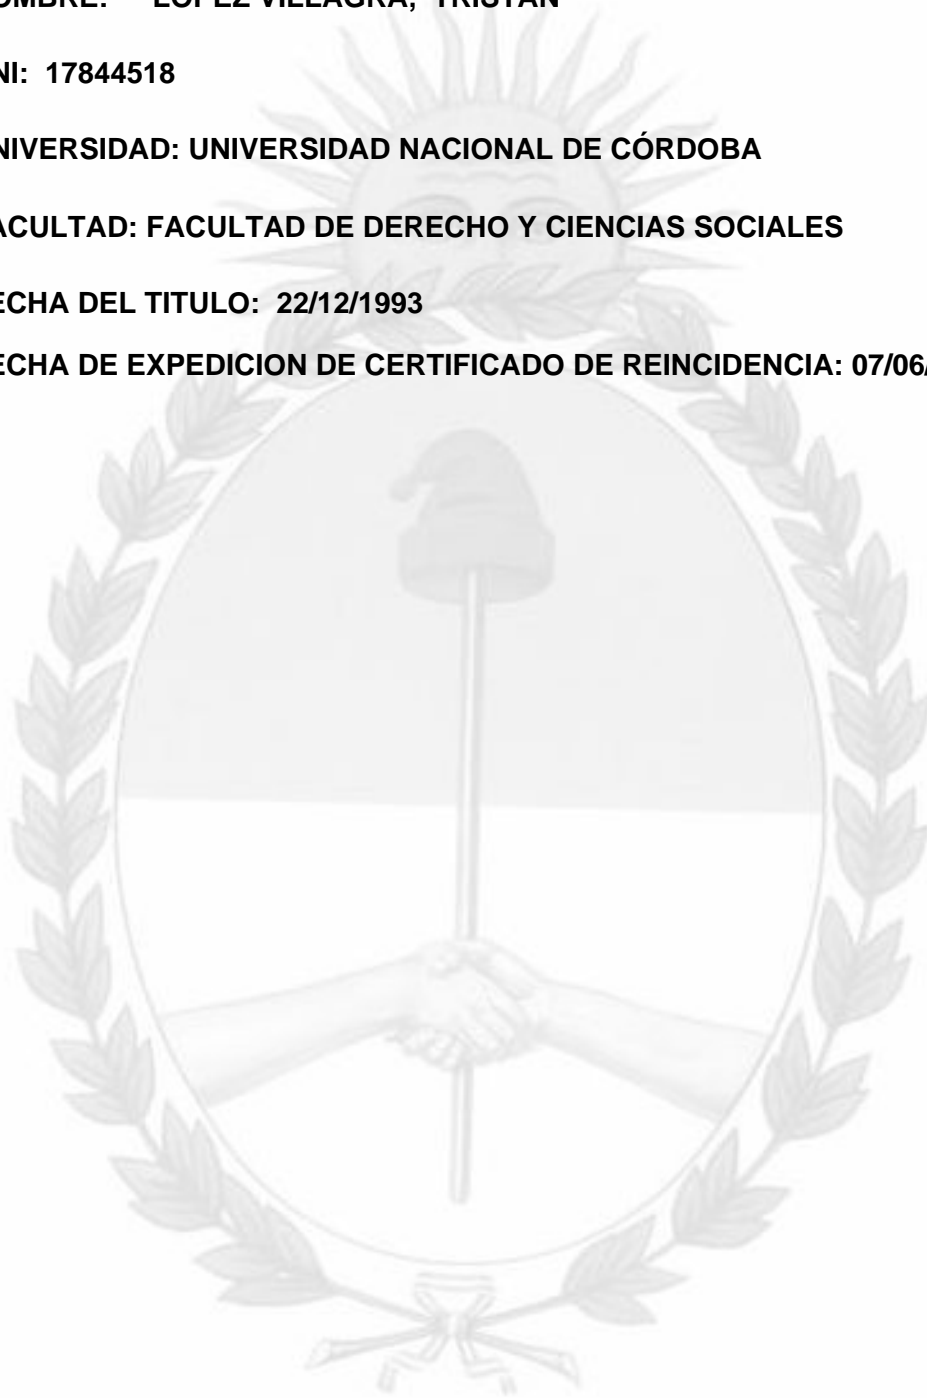 OMBRE: LOPEZ VILLAGRA, TRISTAN
NI: 17844518
NIVERSIDAD: UNIVERSIDAD NACIONAL DE CÓRDOBA
ACULTAD: FACULTAD DE DERECHO Y CIENCIAS SOCIALES
ECHA DEL TITULO: 22/12/1993
ECHA DE EXPEDICION DE CERTIFICADO DE REINCIDENCIA: 07/06/